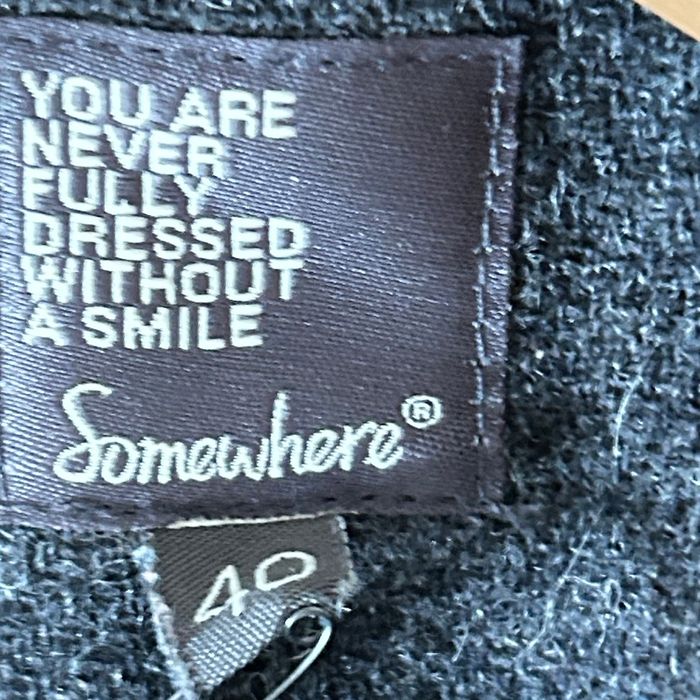 YOU ARE
NEVER
FULLY
DRESSED
WITHOUT
A SMILE
Somewhere®
40